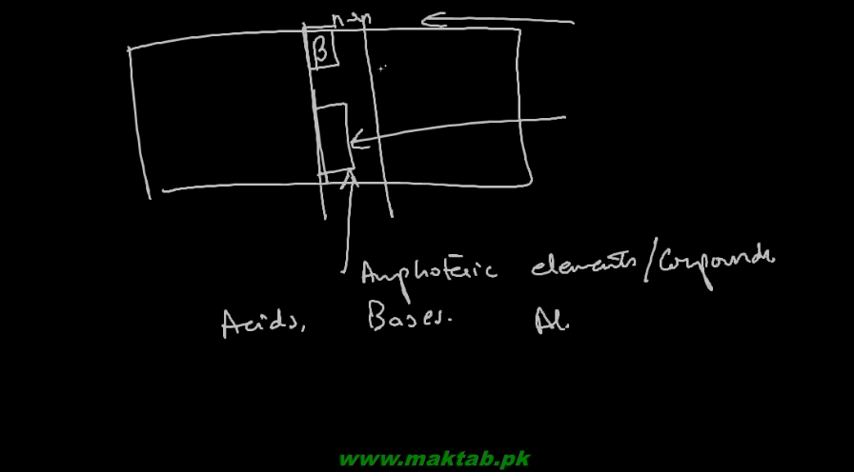 B
Amphoteric elements/Compounds
Acids, Bases. Al.
www.maktab.pk